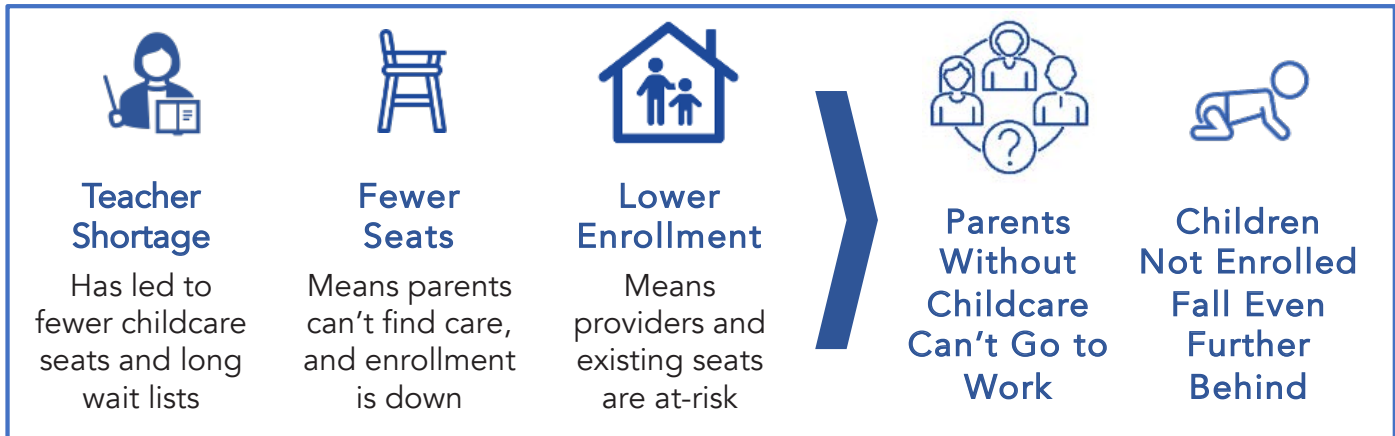 Teacher
Shortage
Has led to
fewer childcare
seats and long
wait lists
Fewer
Seats
Means parents
can’t find care,
and enrollment
is down
Lower
Enrollment
Means
providers and
existing seats
are at-risk
?
Parents
Without
Childcare
Can’t Go to
Work
Children
Not Enrolled
Fall Even
Further
Behind